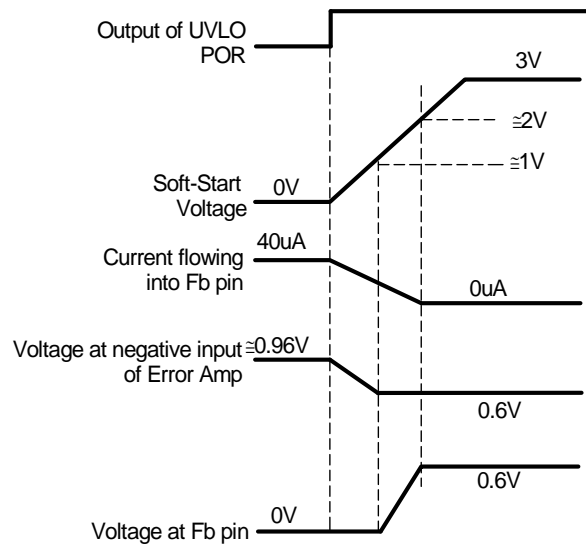 Output of UVLO
POR
3V
≅2V
≅1V
Soft-Start
Voltage
0V
40uA
Current flowing
into Fb pin
0uA
Voltage at negative input
of Error Amp
≅0.96V
0.6V
0.6V
Voltage at Fb pin
0V